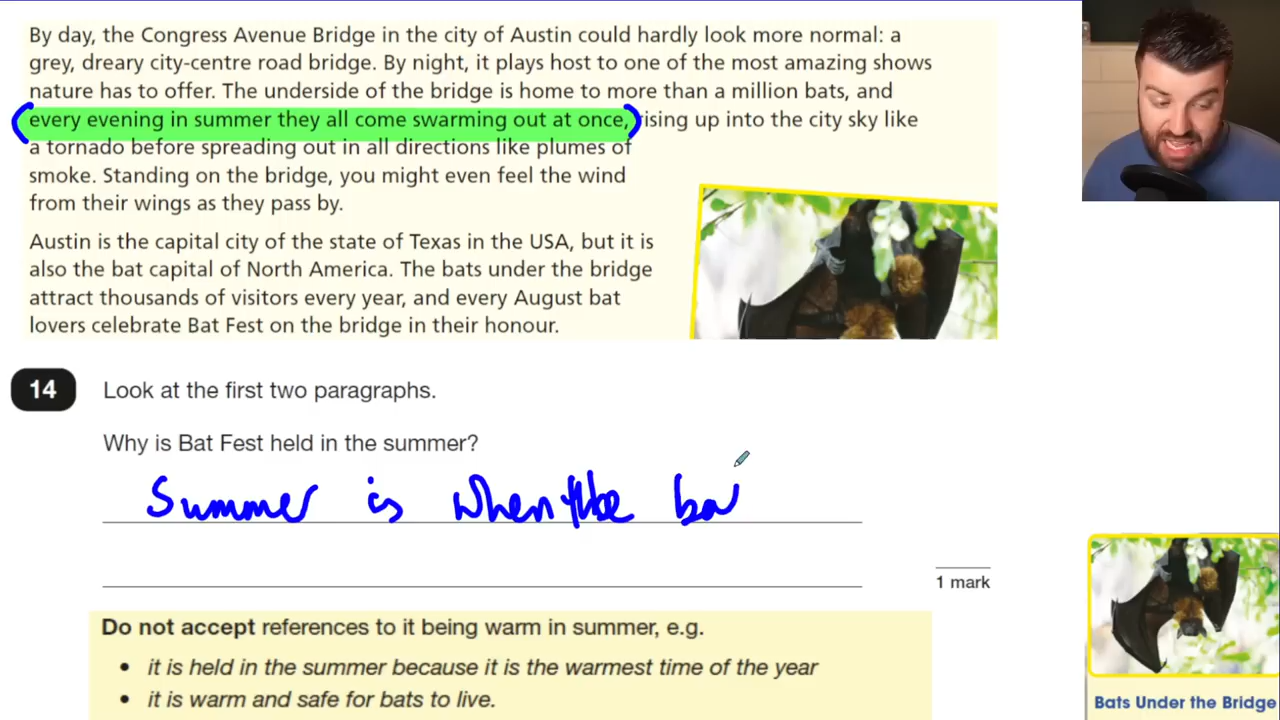 By day, the Congress Avenue Bridge in the city of Austin could hardly look more normal: a
grey, dreary city-centre road bridge. By night, it plays host to one of the most amazing shows
nature has to offer. The underside of the bridge is home to more than a million bats, and
every evening in summer they all come swarming out at once, rising up into the city sky like
a tornado before spreading out in all directions like plumes of
smoke. Standing on the bridge, you might even feel the wind
from their wings as they pass by.
Austin is the capital city of the state of Texas in the USA, but it is
also the bat capital of North America. The bats under the bridge
attract thousands of visitors every year, and every August bat
lovers celebrate Bat Fest on the bridge in their honour.
14 Look at the first two paragraphs.
Why is Bat Fest held in the summer?
Summer is when the ba
1 mark
Do not accept references to it being warm in summer, e.g.
• it is held in the summer because it is the warmest time of the year
• it is warm and safe for bats to live.
Bats Under the Bridge